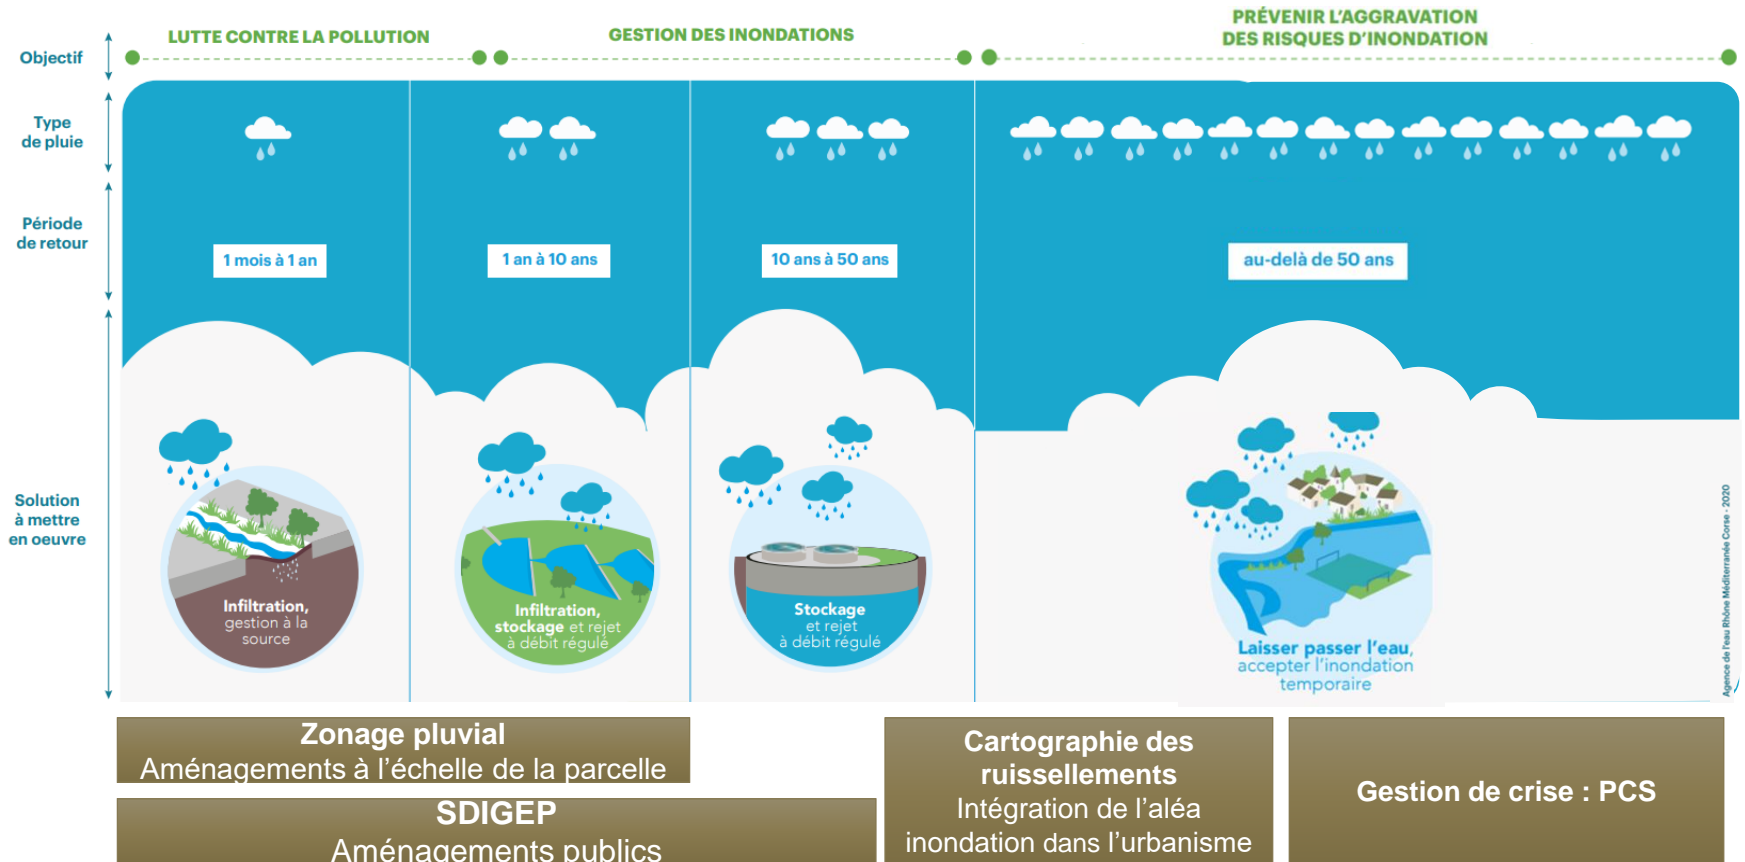 PRÉVENIR L'AGGRAVATION
DES RISQUES D'INONDATION
LUTTE CONTRE LA POLLUTION
GESTION DES INONDATIONS
Objectif
Type
de pluie
Période
de retour
1 mois à 1 an
1 an à 10 ans
10 ans à 50 ans
au-delà de 50 ans
Solution
à mettre
en oeuvre
Infiltration,
gestion à la
source
Infiltration,
stockage et rejet
à débit régulé
Stockage
et rejet
à débit régulé
Laisser passer l'eau,
accepter l'inondation
temporaire
Agence de l'eau Rhône Méditerranée Corse - 2020
Zonage pluvial
Aménagements à l'échelle de la parcelle
SDIGEP
Aménagements publics
Cartographie des
ruissellements
Intégration de l'aléa
inondation dans l'urbanisme
Gestion de crise : PCS